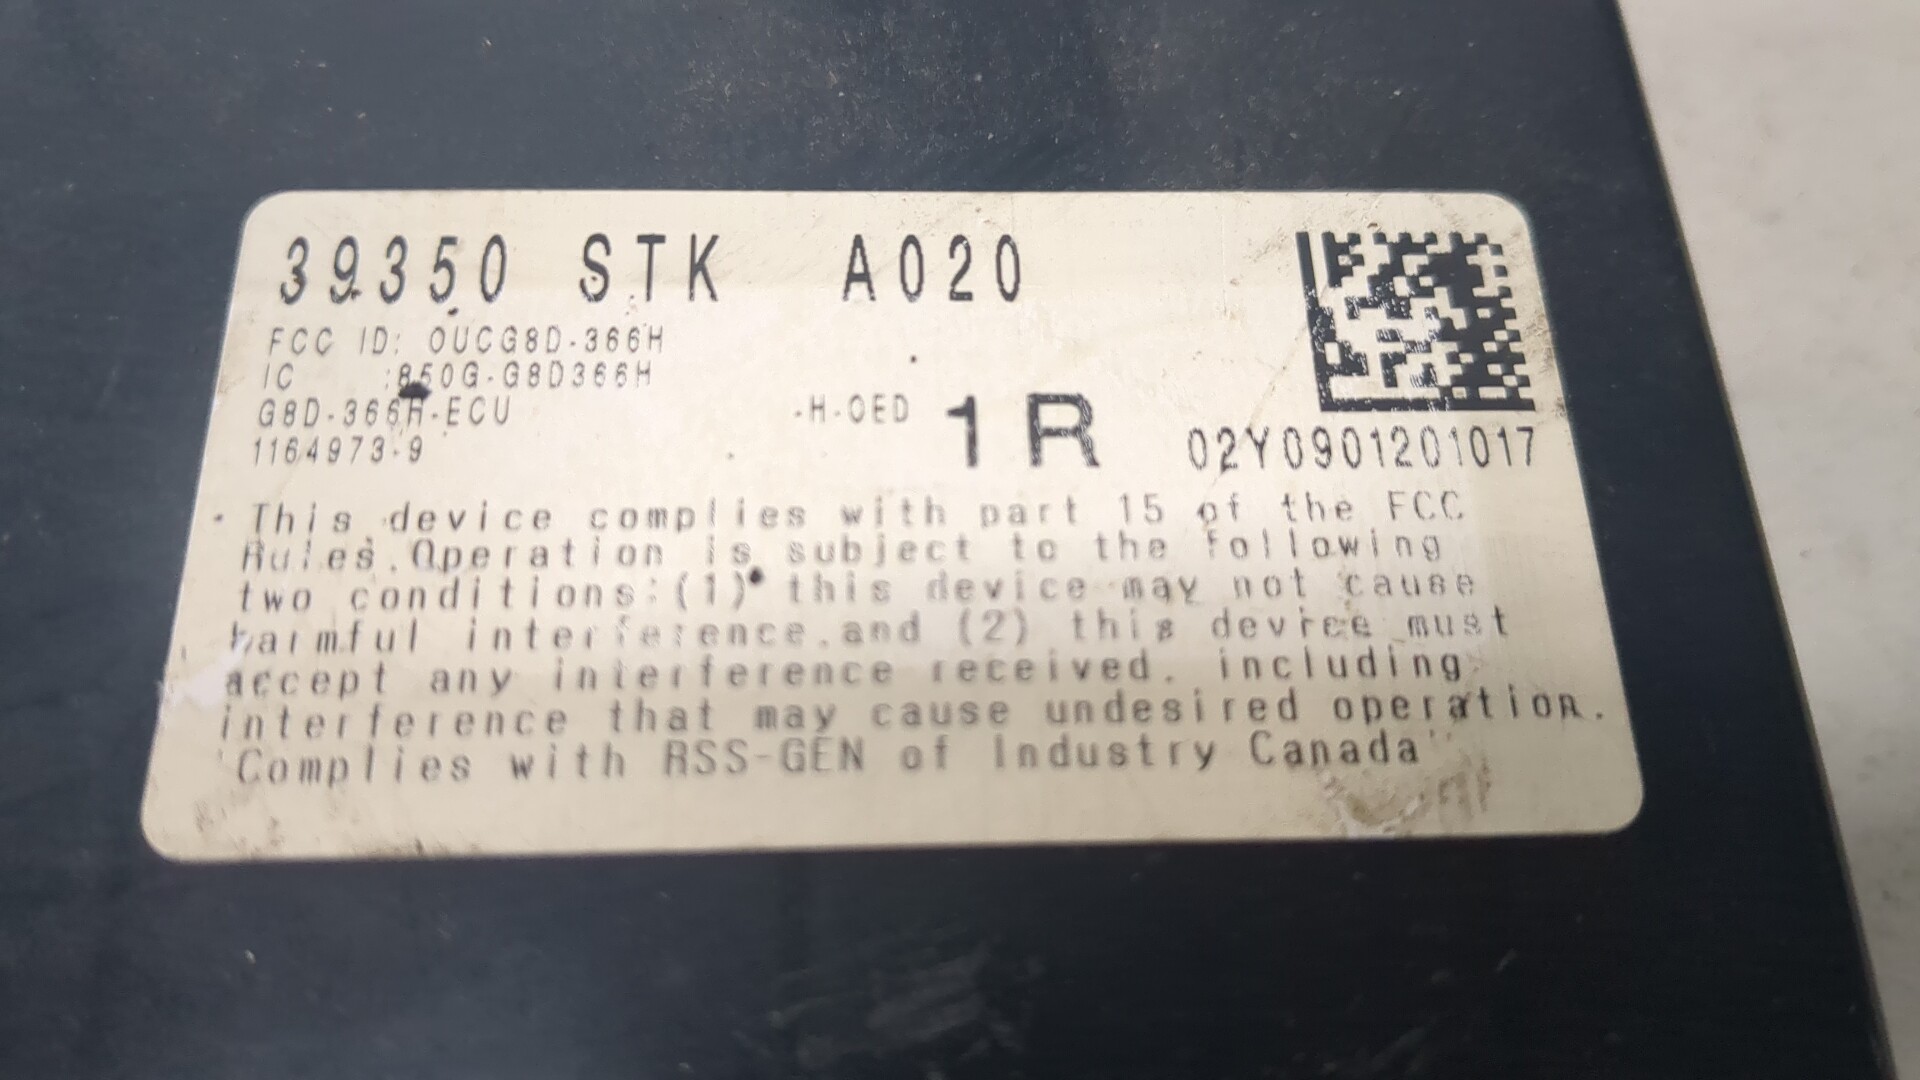 39350 STK A020
FCC ID: OUCG8D-366H
IC :850G-G8D366H
G8D-366H-ECU -H-OED 1R
1164973-9 02Y0901201017
This device complies with part 15 of the FCC
Rules.Operation is subject to the following
two conditions:(1) this device may not cause
harmful interference.and (2) this device must
accept any interference received. including
interference that may cause undesired operation.
"Complies with RSS-GEN of Industry Canada"